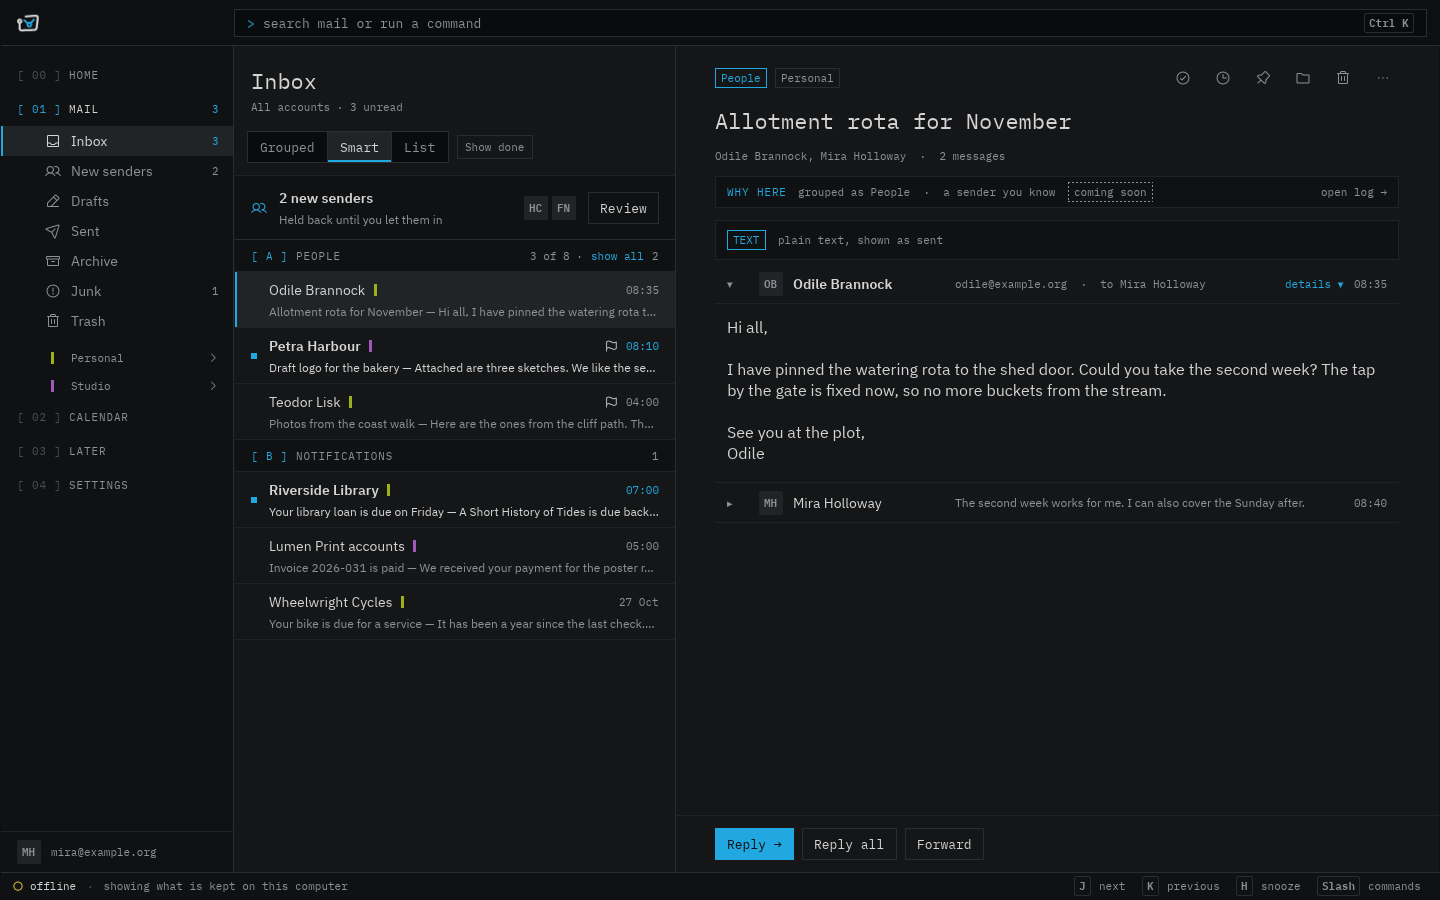 > search mail or run a command Ctrl K
[ 00 ] HOME
[ 01 ] MAIL 3
Inbox 3
New senders 2
Drafts
Sent
Archive
Junk 1
Trash
Personal
Studio
[ 02 ] CALENDAR
[ 03 ] LATER
[ 04 ] SETTINGS
MH mira@example.org
Inbox
All accounts · 3 unread
Grouped Smart List Show done
2 new senders
Held back until you let them in
HC FN Review
[ A ] PEOPLE 3 of 8 · show all 2
Odile Brannock 08:35
Allotment rota for November — Hi all, I have pinned the watering rota t...
Petra Harbour 08:10
Draft logo for the bakery — Attached are three sketches. We like the se...
Teodor Lisk 04:00
Photos from the coast walk — Here are the ones from the cliff path. Th...
[ B ] NOTIFICATIONS 1
Riverside Library 07:00
Your library loan is due on Friday — A Short History of Tides is due back...
Lumen Print accounts 05:00
Invoice 2026-031 is paid — We received your payment for the poster r...
Wheelwright Cycles 27 Oct
Your bike is due for a service — It has been a year since the last check....
People Personal
Allotment rota for November
Odile Brannock, Mira Holloway · 2 messages
WHY HERE grouped as People · a sender you know coming soon open log →
TEXT plain text, shown as sent
▾ OB Odile Brannock odile@example.org · to Mira Holloway details ▾ 08:35
Hi all,
I have pinned the watering rota to the shed door. Could you take the second week? The tap
by the gate is fixed now, so no more buckets from the stream.
See you at the plot,
Odile
▸ MH Mira Holloway The second week works for me. I can also cover the Sunday after. 08:40
Reply → Reply all Forward
offline · showing what is kept on this computer
J next K previous H snooze Slash commands